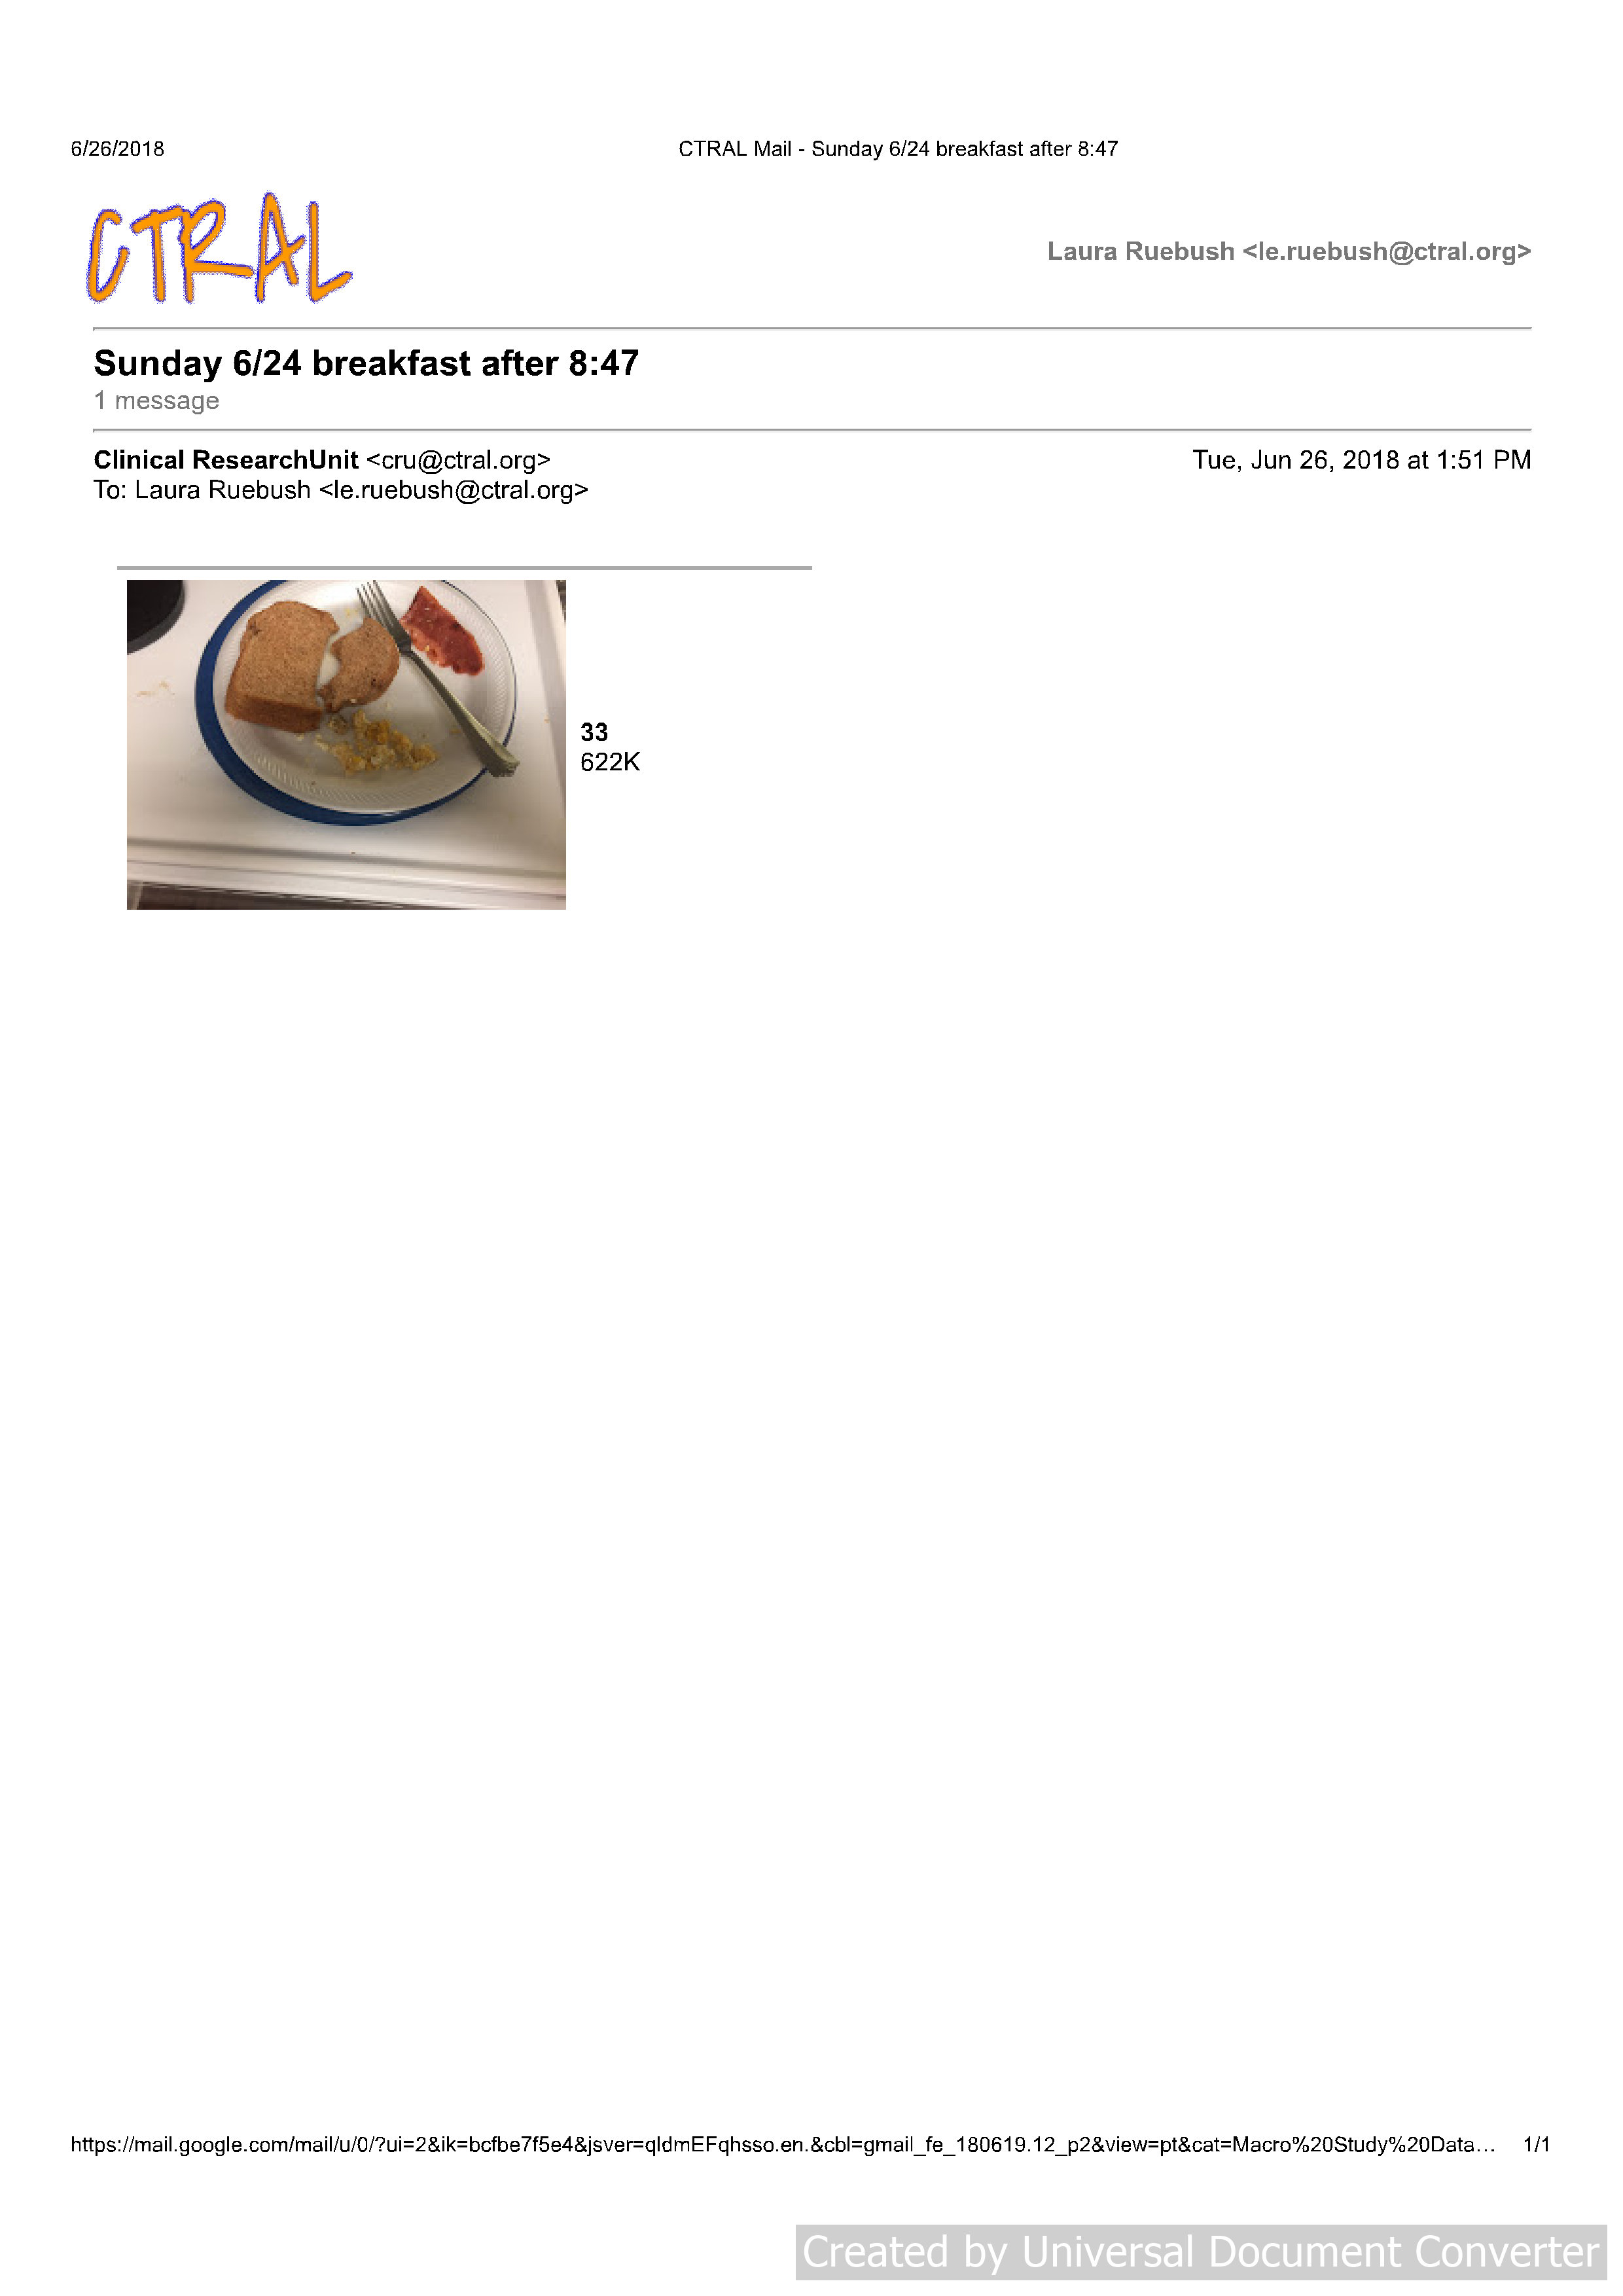 6/26/2018
CTRAL Mail - Sunday 6/24 breakfast after 8:47
CTRAL
Laura Ruebush <le.ruebush@ctral.org>
Sunday 6/24 breakfast after 8:47
1 message
Clinical ResearchUnit <cru@ctral.org>
Tue, Jun 26, 2018 at 1:51 PM
To: Laura Ruebush <le.ruebush@ctral.org>
33
622K
https://mail.google.com/mail/u/0/?ui=2&ik=bcfbe7f5e4&jsver=qldmEFqhsso.en.&cbl=gmail_fe_180619.12_p2&view=pt&cat=Macro%20Study%20Data…
1/1
Created by Universal Document Converter